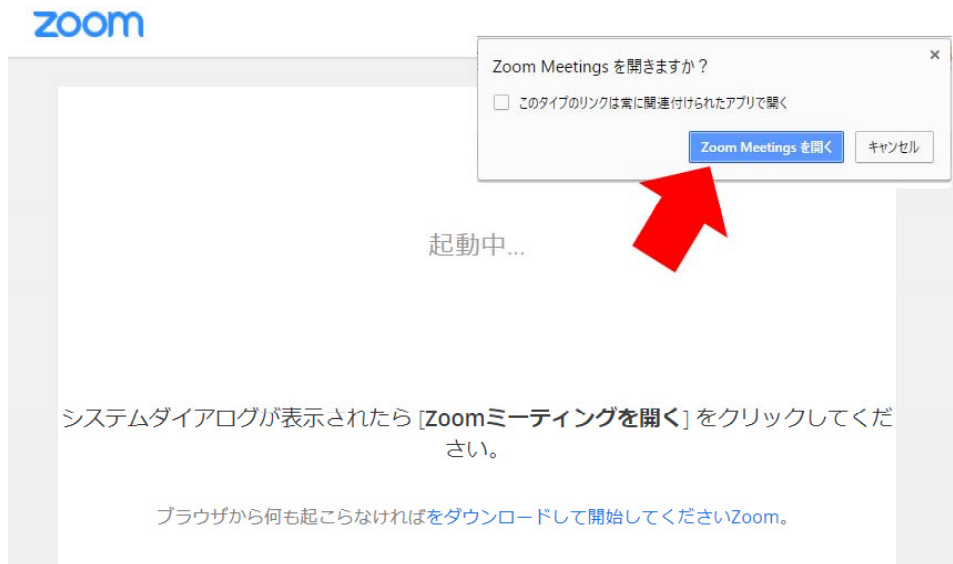 zoom
Zoom Meetings を開きますか？
×
このタイプのリンクは常に関連付けられたアプリで開く
Zoom Meetings を開く
キャンセル
起動中...
システムダイアログが表示されたら [Zoomミーティングを開く] をクリックしてくだ
さい。
ブラウザから何も起こらなければをダウンロードして開始してくださいZoom。